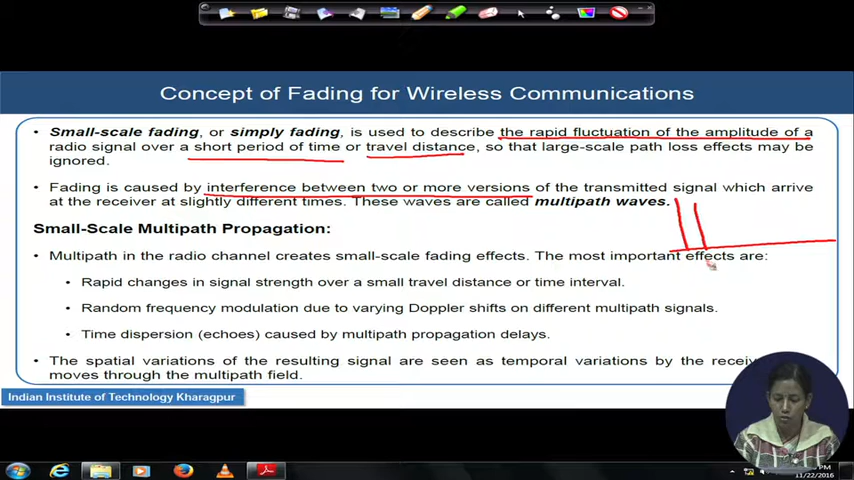 Concept of Fading for Wireless Communications
• Small-scale fading, or simply fading, is used to describe the rapid fluctuation of the amplitude of a
radio signal over a short period of time or travel distance, so that large-scale path loss effects may be
ignored.
• Fading is caused by interference between two or more versions of the transmitted signal which arrive
at the receiver at slightly different times. These waves are called multipath waves.
Small-Scale Multipath Propagation:
• Multipath in the radio channel creates small-scale fading effects. The most important effects are:
• Rapid changes in signal strength over a small travel distance or time interval.
• Random frequency modulation due to varying Doppler shifts on different multipath signals.
• Time dispersion (echoes) caused by multipath propagation delays.
• The spatial variations of the resulting signal are seen as temporal variations by the
moves through the multipath field.
Indian Institute of Technology Kharagpur
11/22/2016